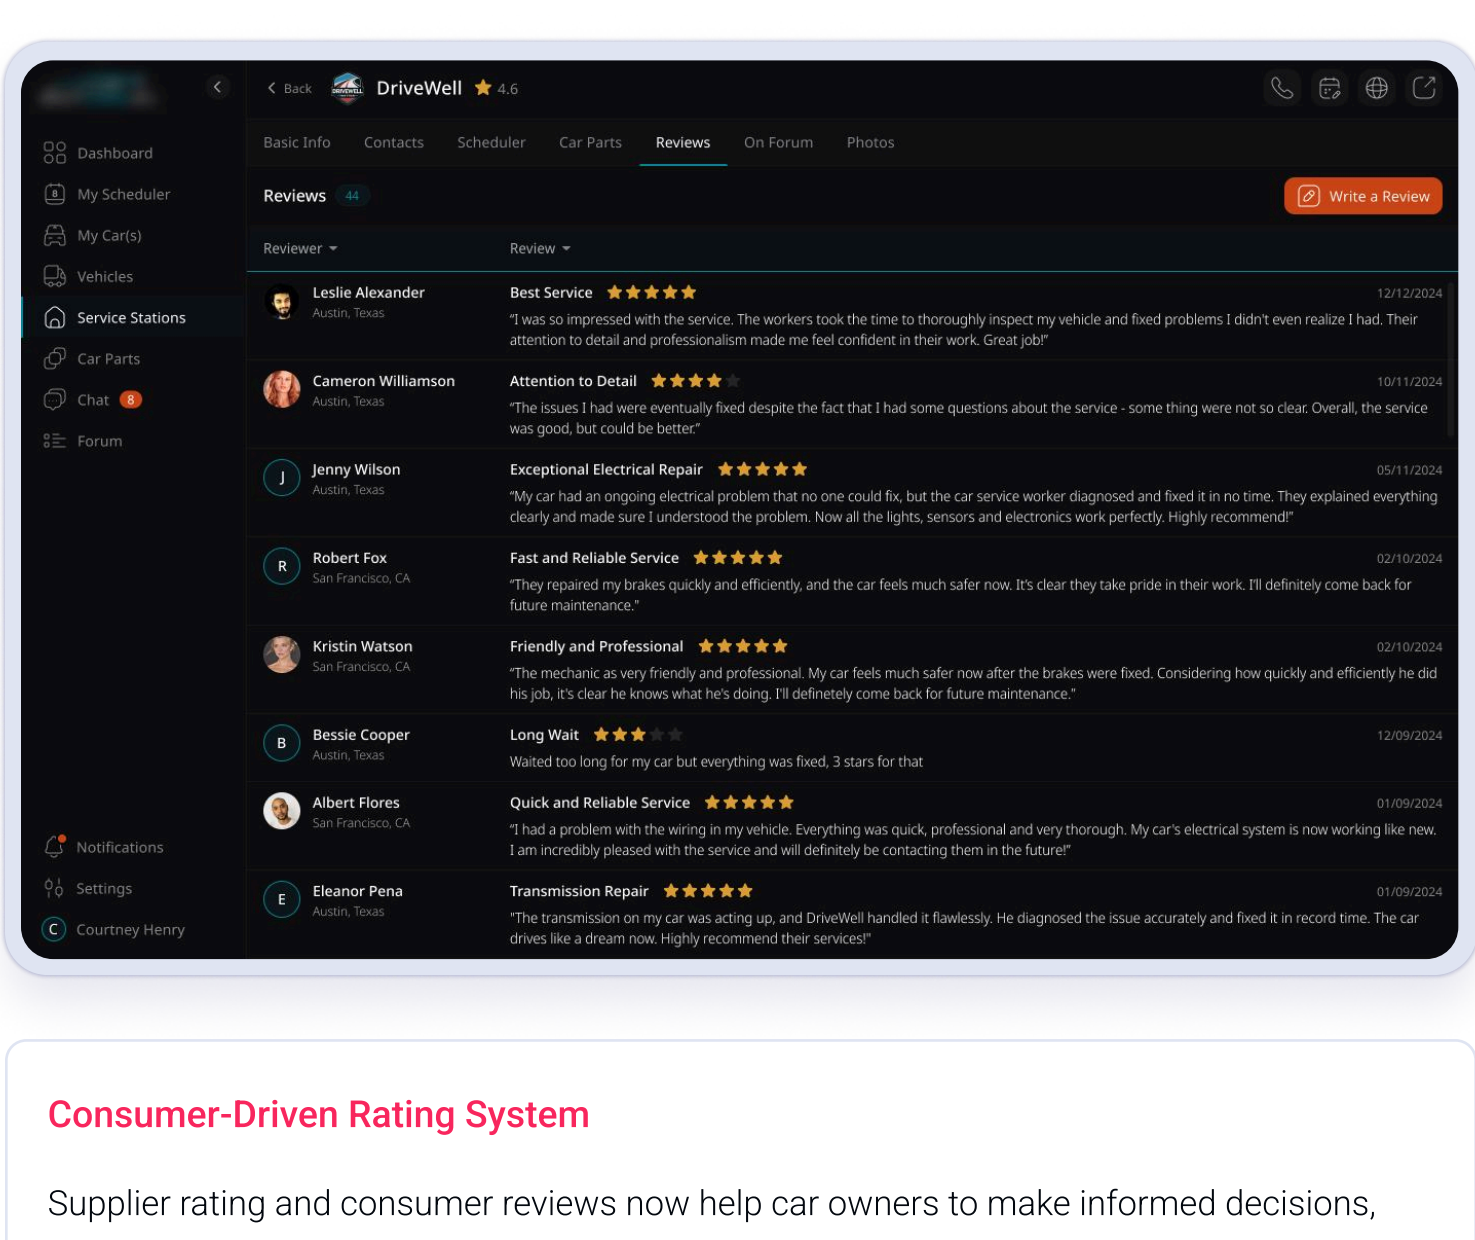 Back
DRIVEWELL
DriveWell 4.6
Dashboard
8 My Scheduler
My Car(s)
Vehicles
Service Stations
Car Parts
Chat 8
Forum
Notifications
Settings
C Courtney Henry
Basic Info Contacts Scheduler Car Parts Reviews On Forum Photos
Reviews 44
Write a Review
Reviewer Review
Leslie Alexander
Austin, Texas
Best Service
12/12/2024
“I was so impressed with the service. The workers took the time to thoroughly inspect my vehicle and fixed problems I didn't even realize I had. Their
attention to detail and professionalism made me feel confident in their work. Great job!”
Cameron Williamson
Austin, Texas
Attention to Detail
10/11/2024
“The issues I had were eventually fixed despite the fact that I had some questions about the service - some thing were not so clear. Overall, the service
was good, but could be better.”
J
Jenny Wilson
Austin, Texas
Exceptional Electrical Repair
05/11/2024
“My car had an ongoing electrical problem that no one could fix, but the car service worker diagnosed and fixed it in no time. They explained everything
clearly and made sure I understood the problem. Now all the lights, sensors and electronics work perfectly. Highly recommend!”
R
Robert Fox
San Francisco, CA
Fast and Reliable Service
02/10/2024
“They repaired my brakes quickly and efficiently, and the car feels much safer now. It's clear they take pride in their work. I'll definitely come back for
future maintenance."
Kristin Watson
San Francisco, CA
Friendly and Professional
02/10/2024
“The mechanic as very friendly and professional. My car feels much safer now after the brakes were fixed. Considering how quickly and efficiently he did
his job, it's clear he knows what he's doing. I'll definetely come back for future maintenance."
B
Bessie Cooper
Austin, Texas
Long Wait
12/09/2024
Waited too long for my car but everything was fixed, 3 stars for that
Albert Flores
San Francisco, CA
Quick and Reliable Service
01/09/2024
“I had a problem with the wiring in my vehicle. Everything was quick, professional and very thorough. My car's electrical system is now working like new.
I am incredibly pleased with the service and will definitely be contacting them in the future!”
E
Eleanor Pena
Austin, Texas
Transmission Repair
01/09/2024
"The transmission on my car was acting up, and DriveWell handled it flawlessly. He diagnosed the issue accurately and fixed it in record time. The car
drives like a dream now. Highly recommend their services!"
Consumer-Driven Rating System
Supplier rating and consumer reviews now help car owners to make informed decisions,